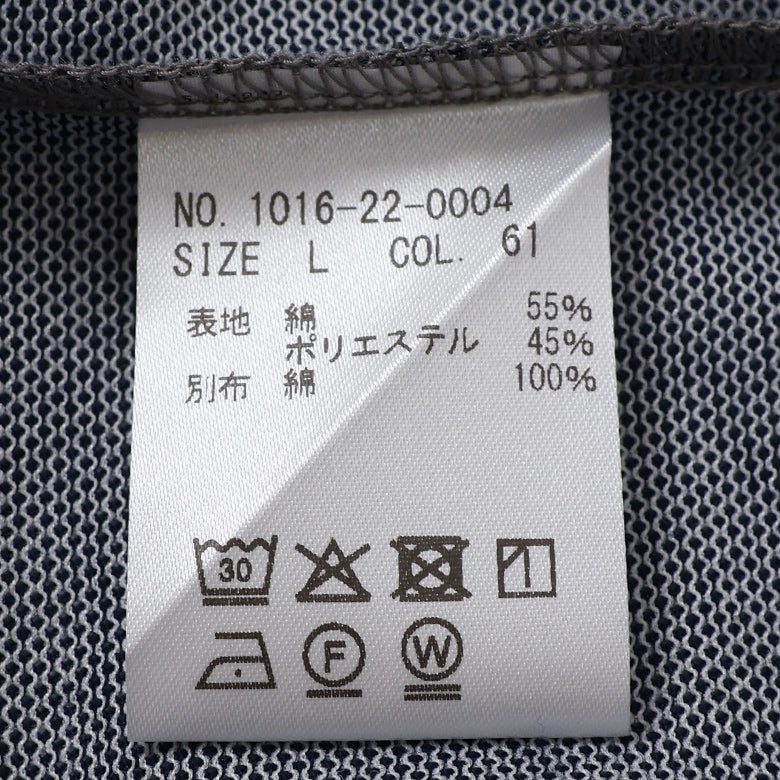 NO. 1016-22-0004
SIZE L COL. 61
表地 綿 55%
ポリエステル 45%
別布 綿 100%
30
F W